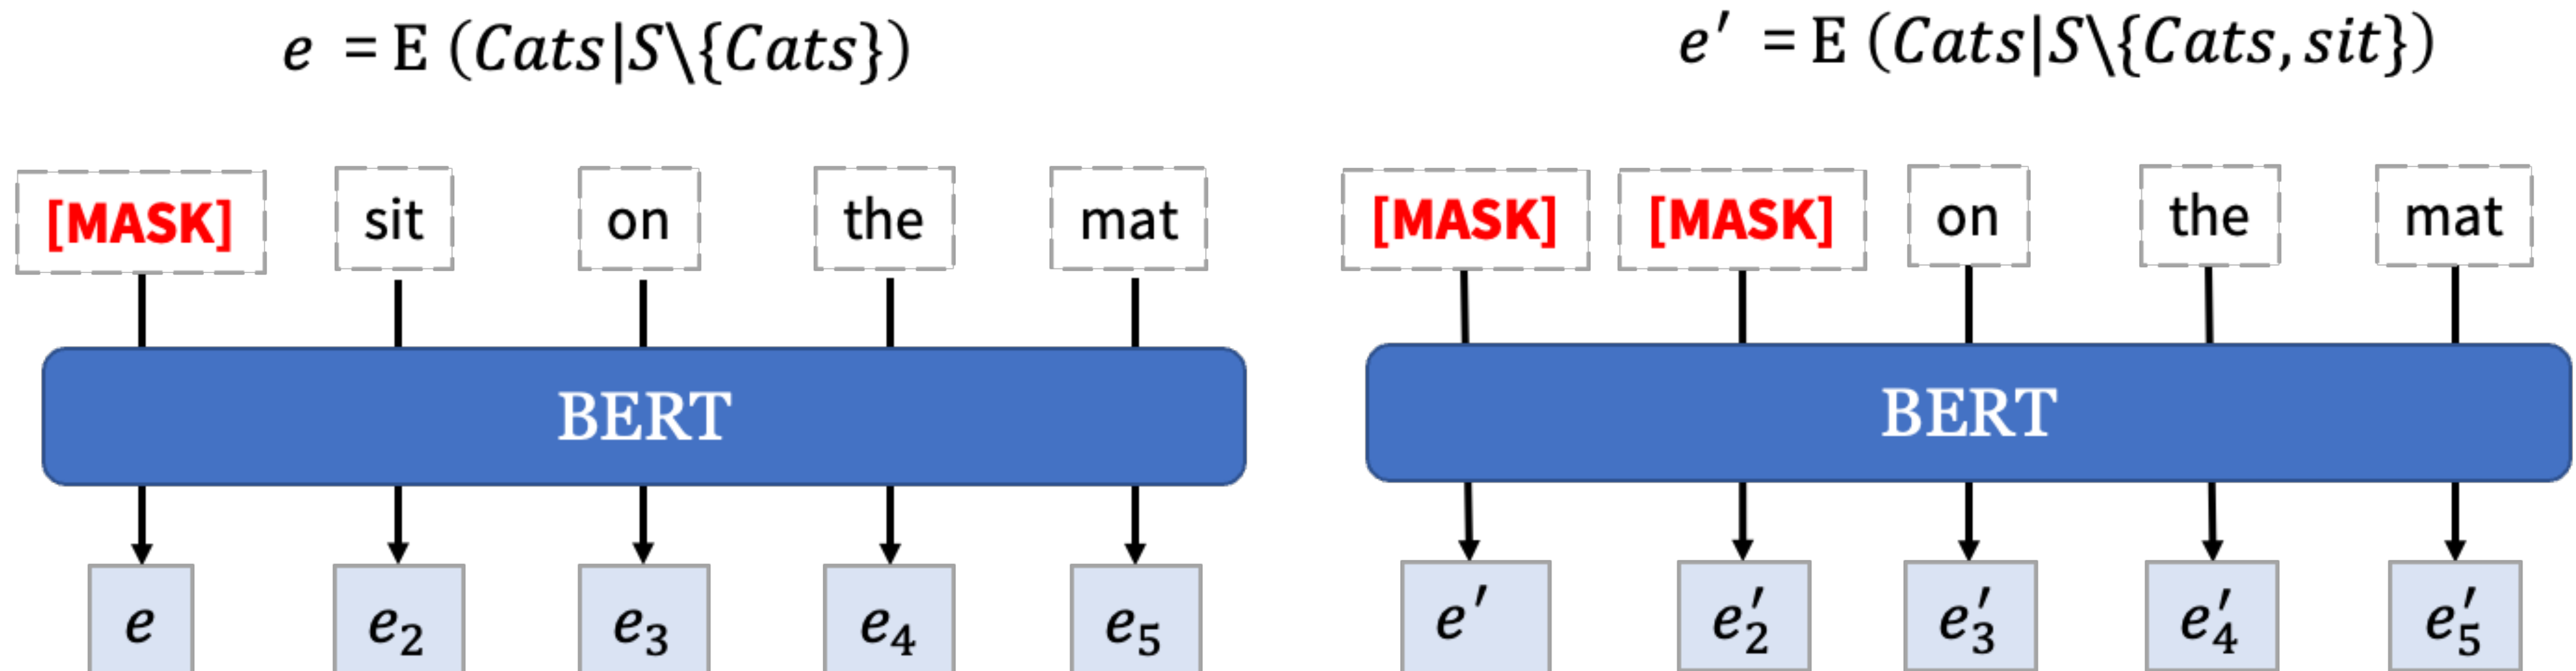 e = E (Cats|S\{Cats})
e′ = E (Cats|S\{Cats, sit})
[MASK] sit on the mat
[MASK] [MASK] on the mat
BERT
BERT
e e₂ e₃ e₄ e₅
e′ e′₂ e′₃ e′₄ e′₅